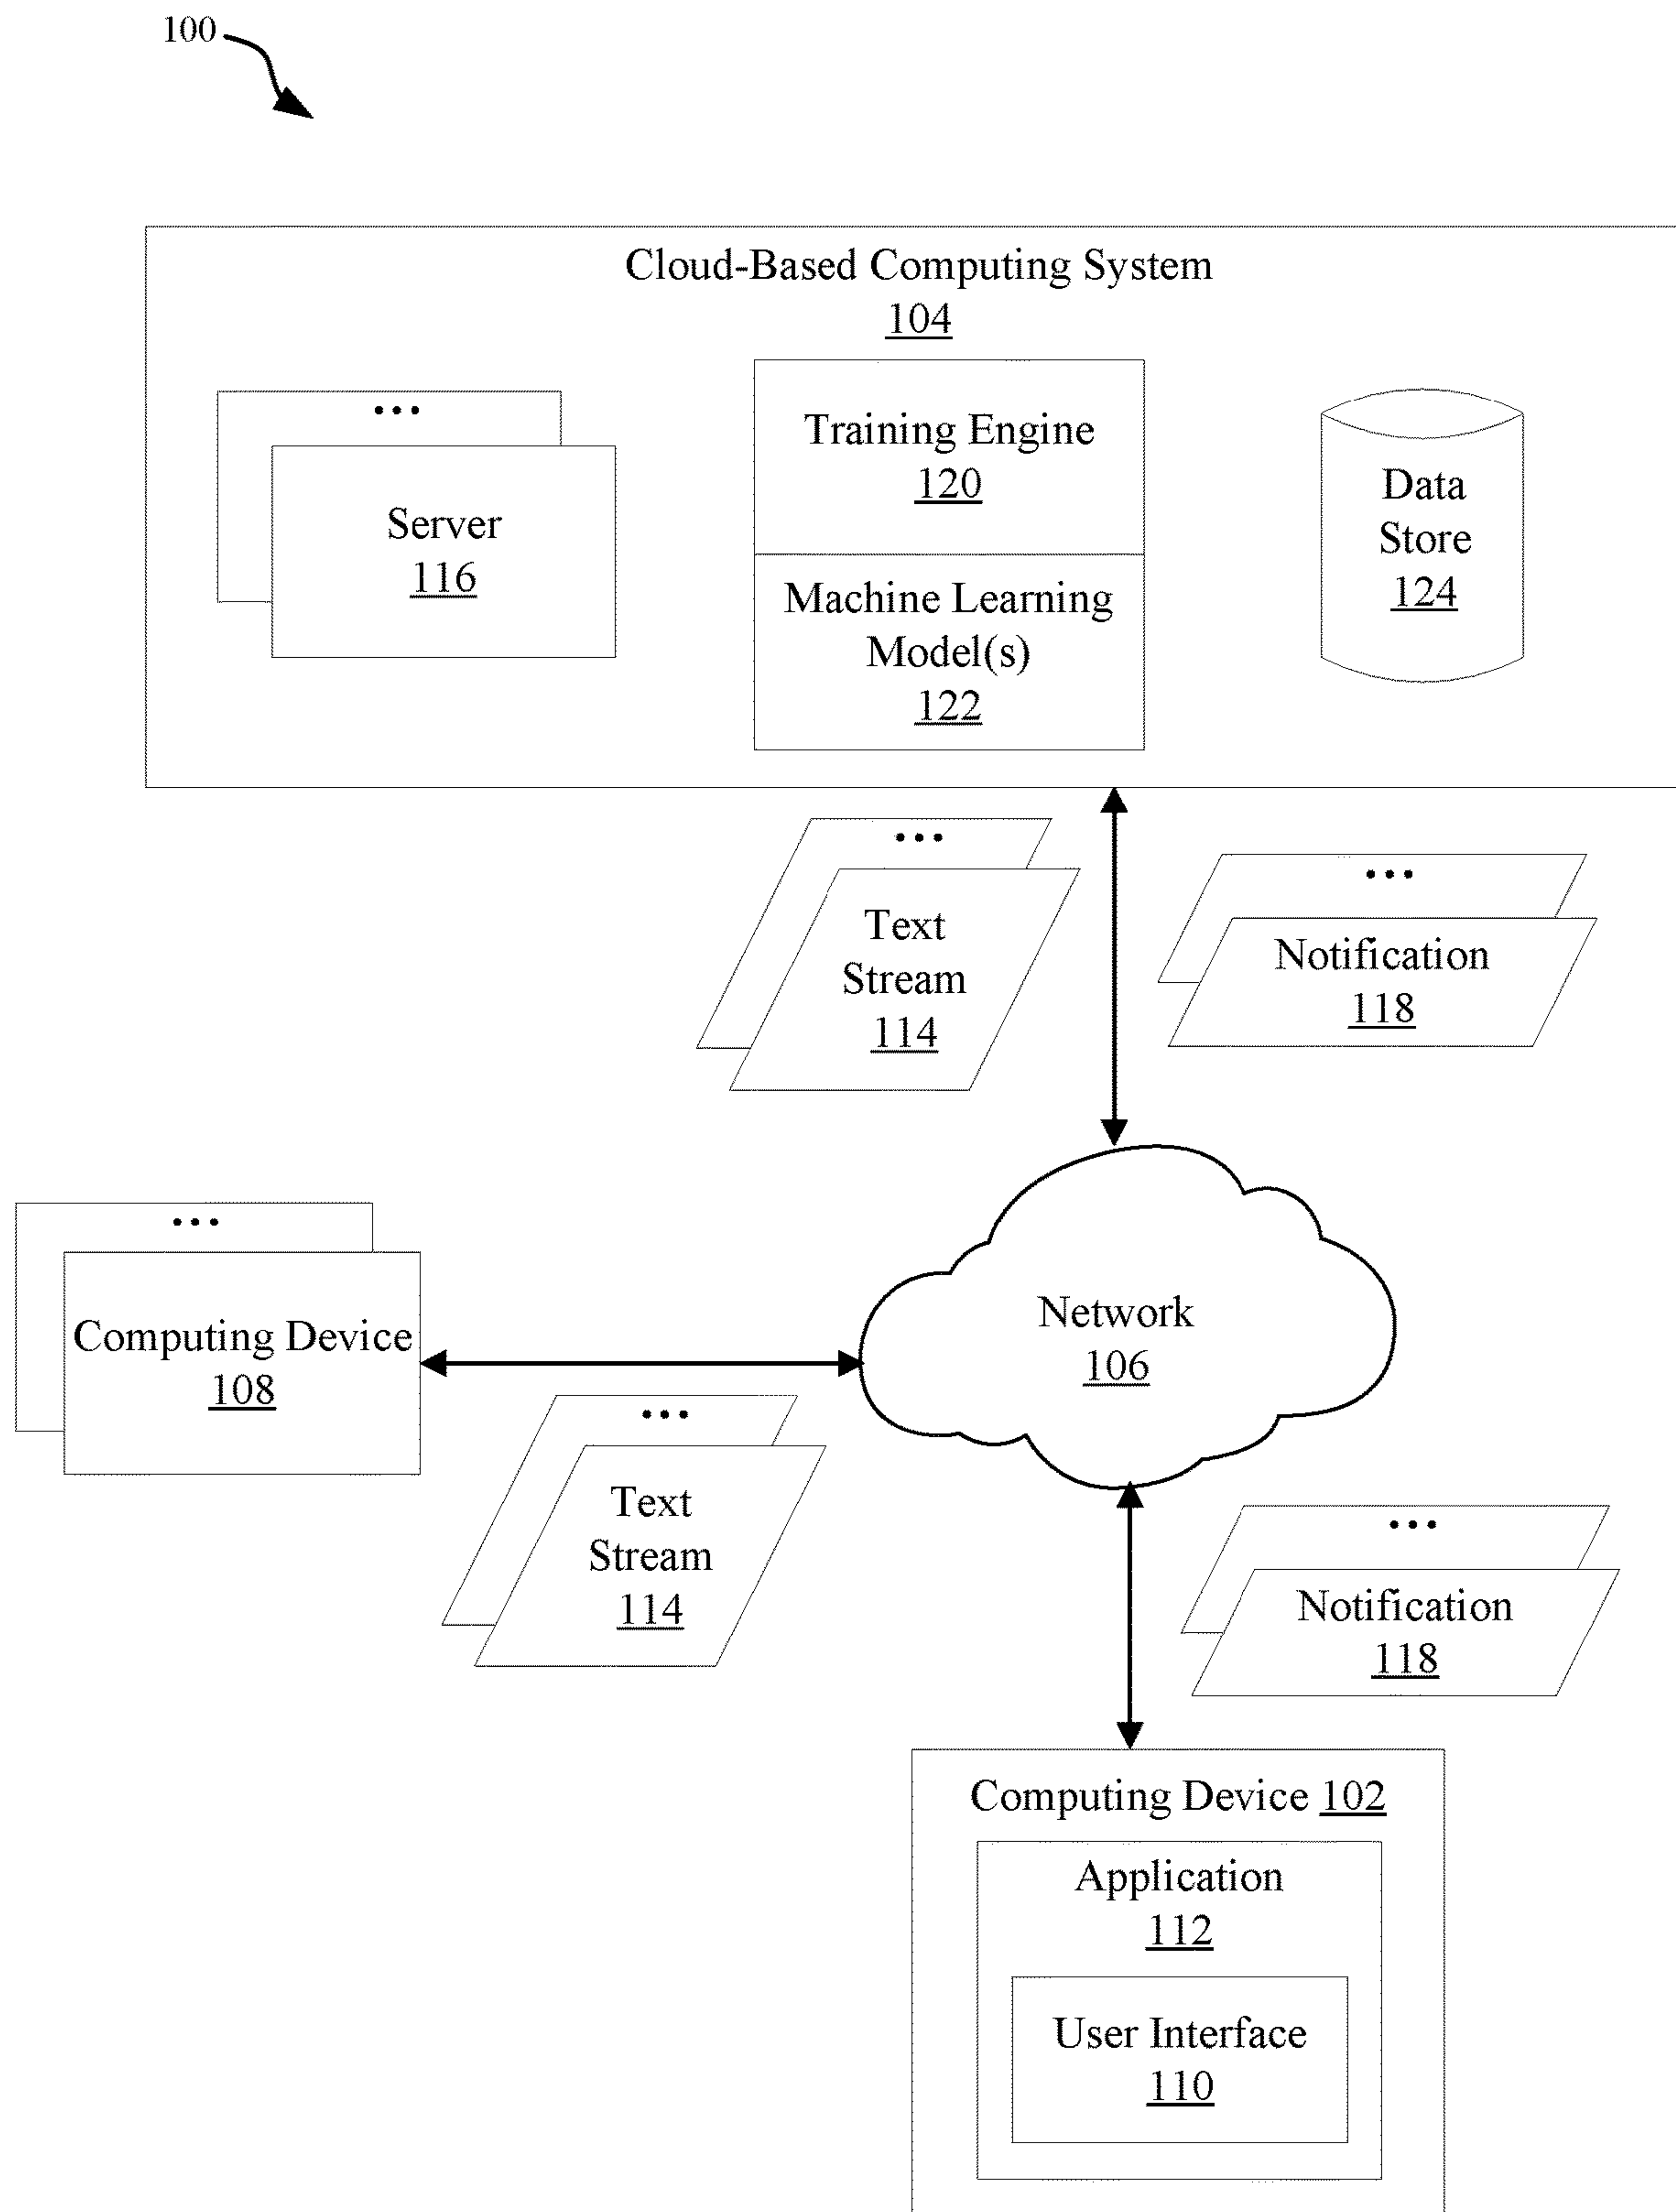 100
Cloud-Based Computing System
104
...
Server
116
Training Engine
120
Machine Learning
Model(s)
122
Data
Store
124
...
Text
Stream
114
...
Notification
118
...
Computing Device
108
Network
106
...
Text
Stream
114
...
Notification
118
Computing Device 102
Application
112
User Interface
110